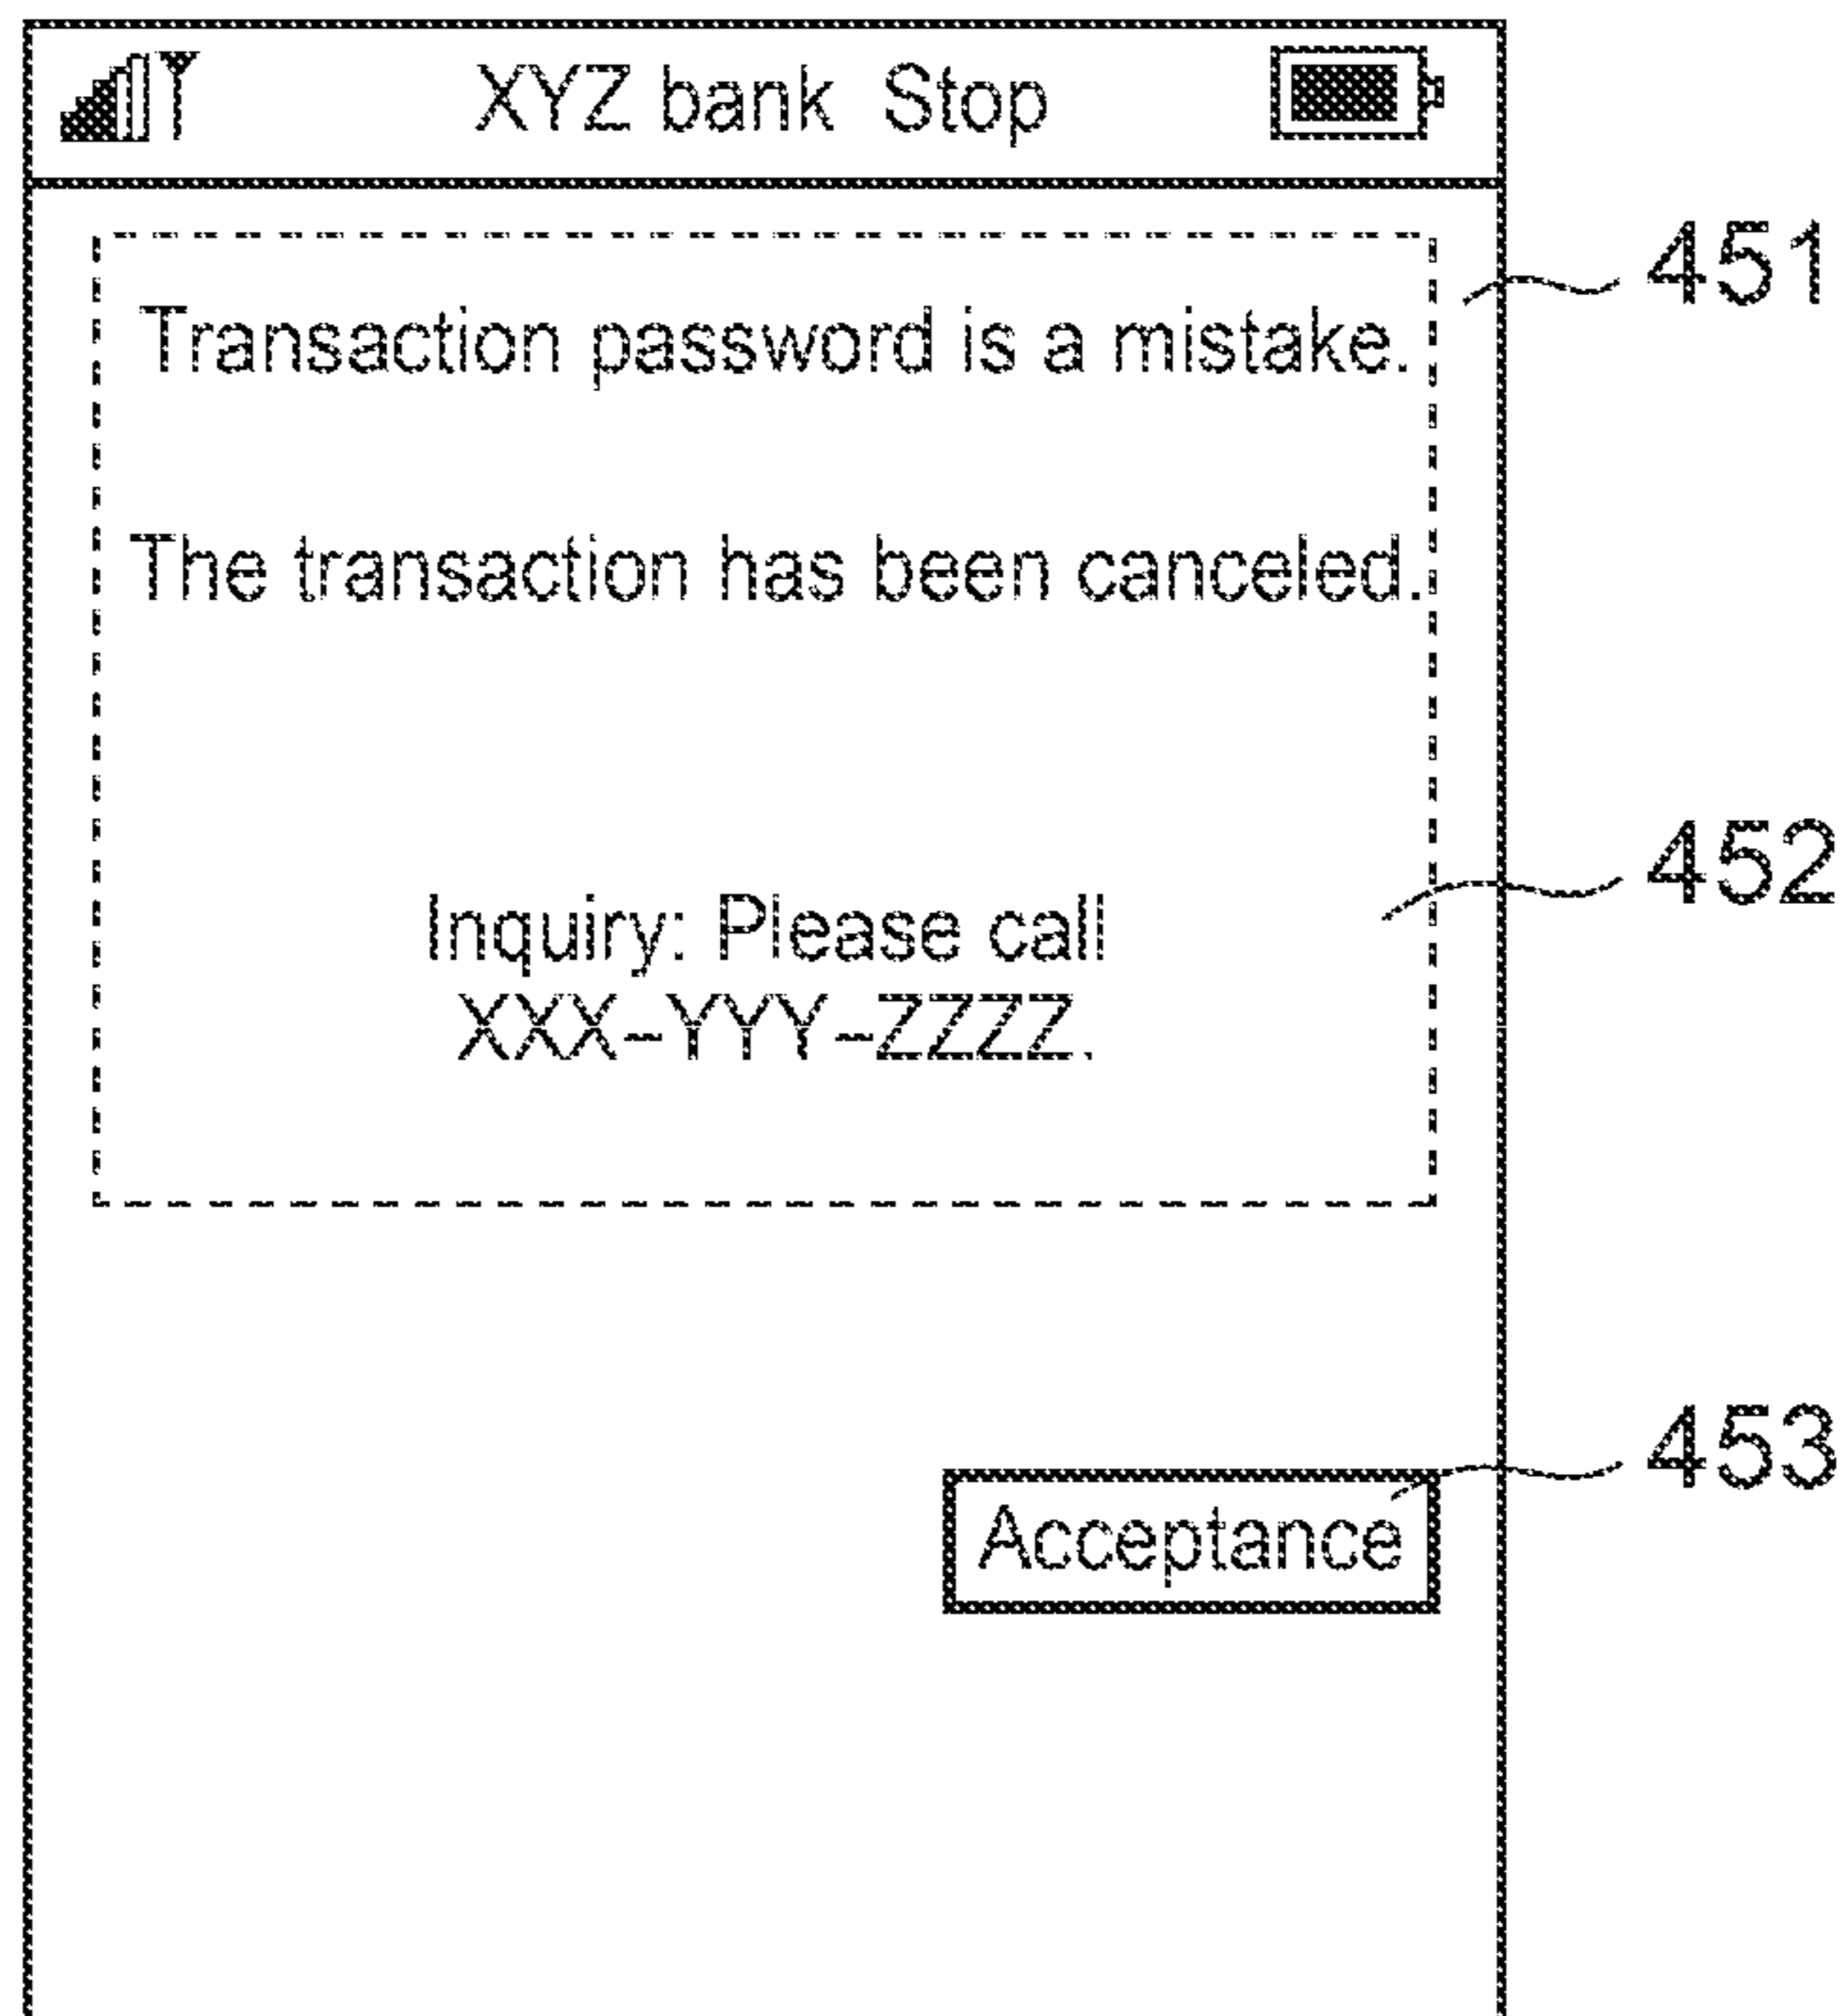 XYZ bank Stop
451
Transaction password is a mistake.
The transaction has been canceled.
452
Inquiry: Please call
XXX-YYY-ZZZZ.
453
Acceptance